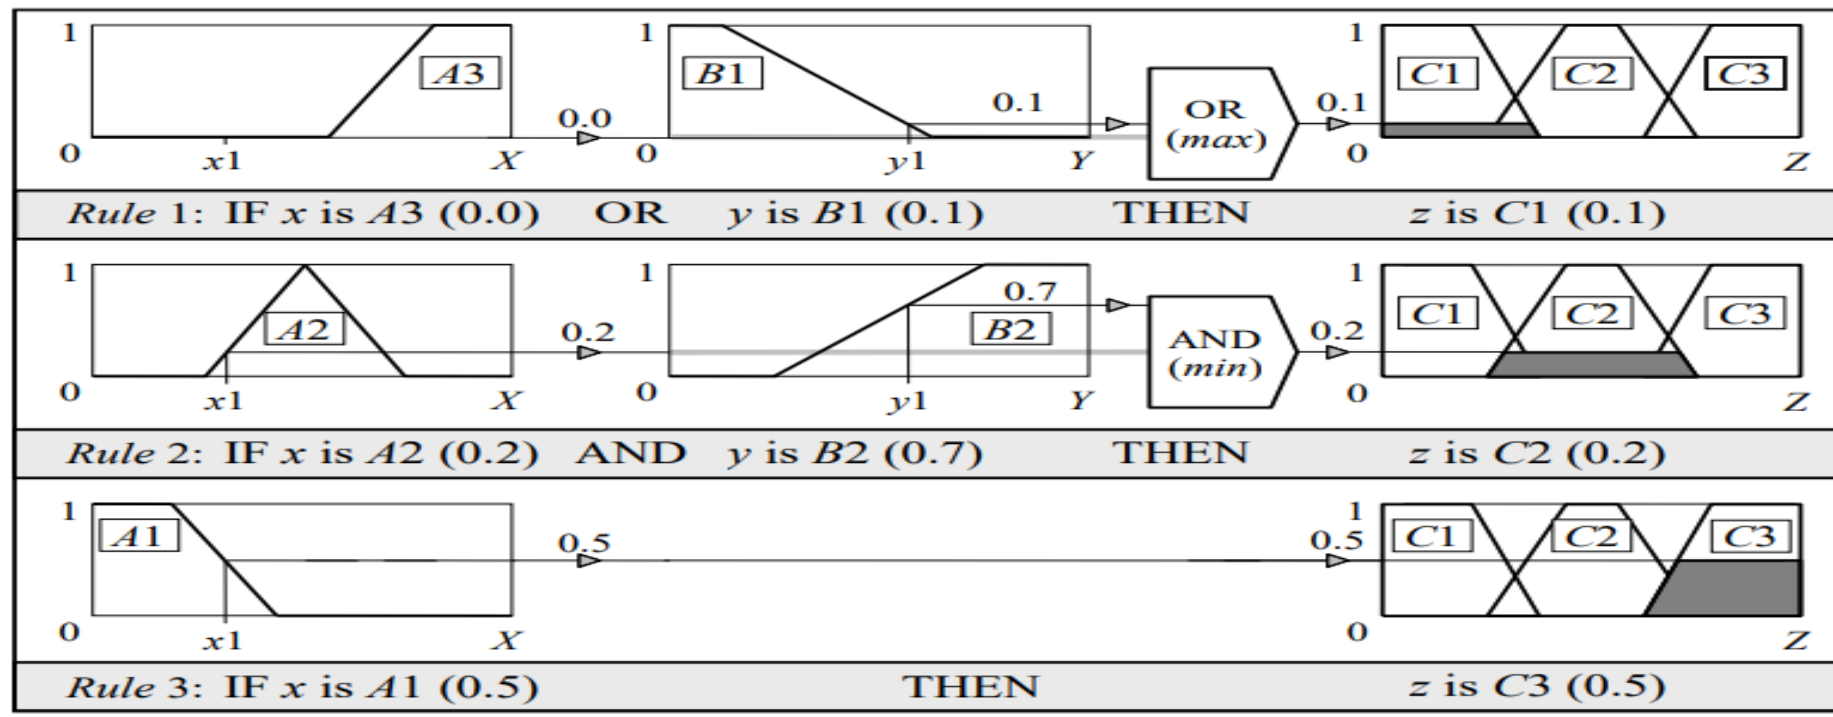 1 A3 0.0 0 x1 X 1 B1 0.1 0 y1 Y OR (max) 0.1 1 C1 C2 C3 0 Z
Rule 1: IF x is A3 (0.0) OR y is B1 (0.1) THEN z is C1 (0.1)
1 A2 0.2 0 x1 X 1 0.7 B2 0 y1 Y AND (min) 0.2 1 C1 C2 C3 0 Z
Rule 2: IF x is A2 (0.2) AND y is B2 (0.7) THEN z is C2 (0.2)
1 A1 0.5 0 x1 X 1 0.5 C1 C2 C3 0 Z
Rule 3: IF x is A1 (0.5) THEN z is C3 (0.5)